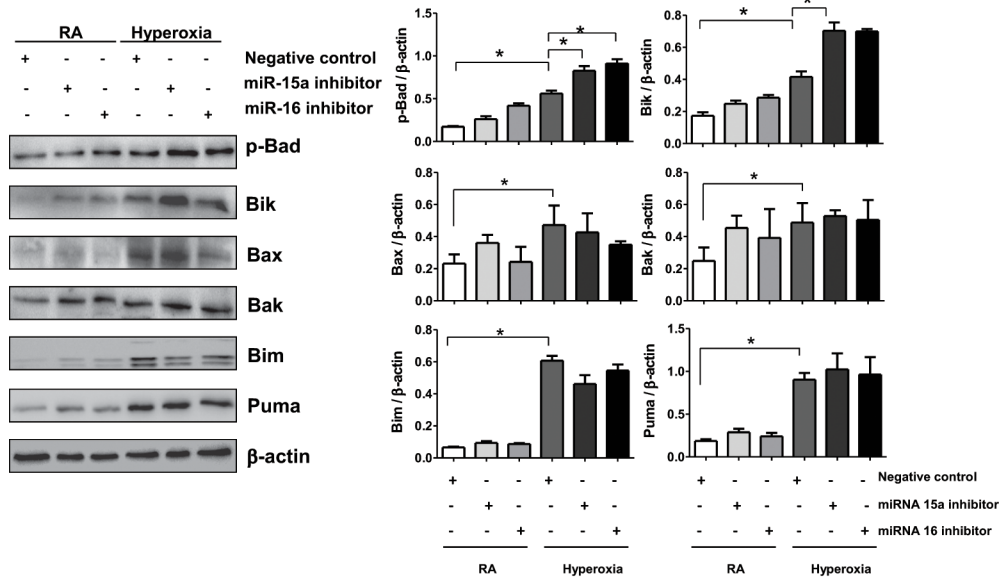 RA Hyperoxia
+ - - + - - Negative control
- + - - + - miR-15a inhibitor
- - + - - + miR-16 inhibitor
p-Bad
Bik
Bax
Bak
Bim
Puma
β-actin
p-Bad / β-actin
1.5
1.0
0.5
0.0
* * *
Bik / β-actin
0.8
0.6
0.4
0.2
0.0
* *
Bax / β-actin
0.8
0.6
0.4
0.2
0.0
*
Bak / β-actin
0.8
0.6
0.4
0.2
0.0
*
Bim / β-actin
0.8
0.6
0.4
0.2
0.0
*
Puma / β-actin
1.5
1.0
0.5
0.0
*
+ - - + - - + - - + - - Negative control
- + - - + - - + - - + - miRNA 15a inhibitor
- - + - - + - - + - - + miRNA 16 inhibitor
RA Hyperoxia RA Hyperoxia